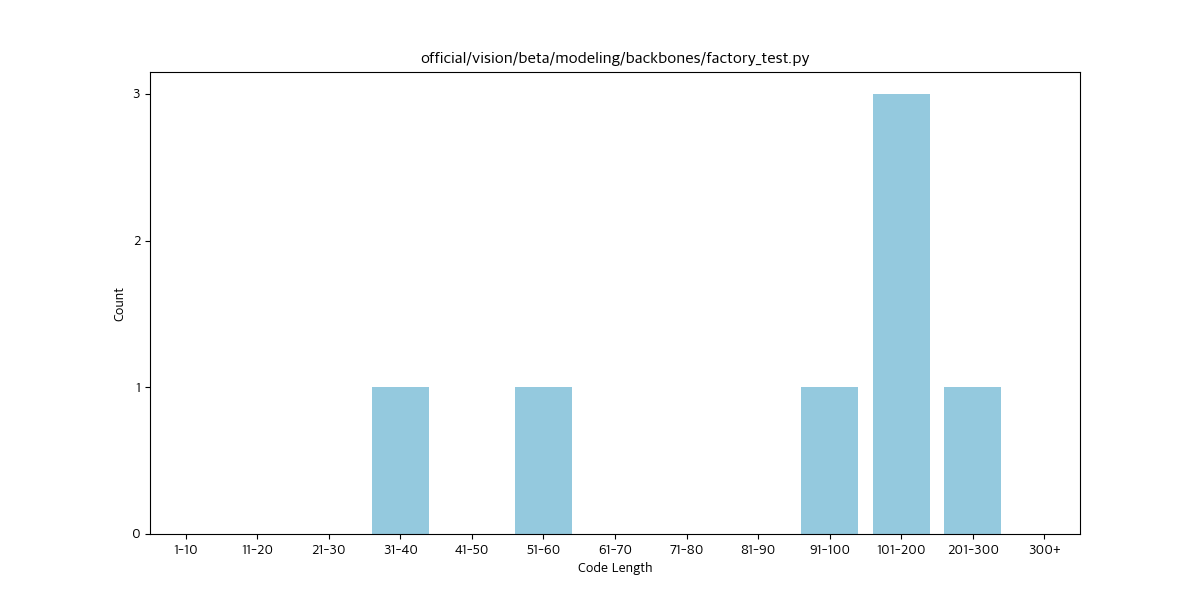 official/vision/beta/modeling/backbones/factory_test.py
3
2
1
0
Count
1-10 11-20 21-30 31-40 41-50 51-60 61-70 71-80 81-90 91-100 101-200 201-300 300+
Code Length